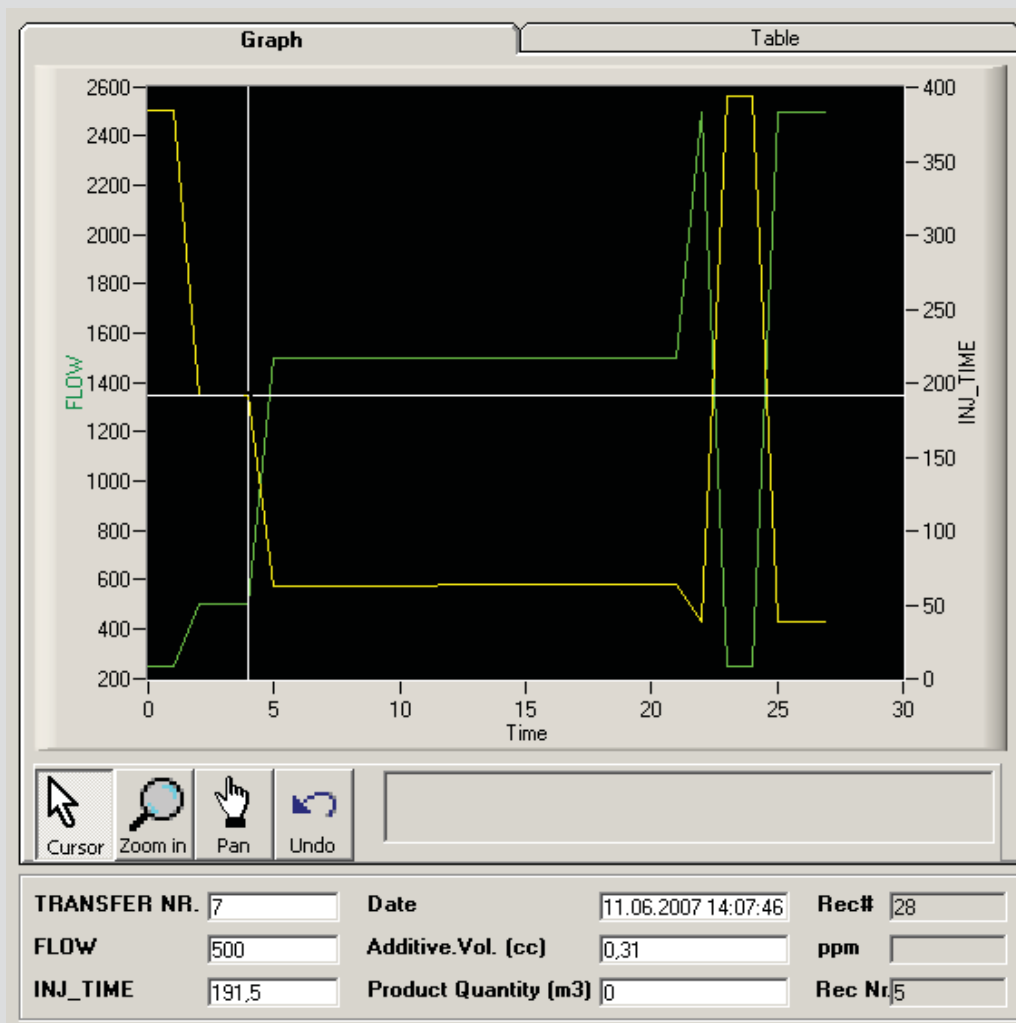 Graph Table
2600 400
2400
350
2200
2000 300
1800
250
1600
1400 200
1200
150
1000
800 100
600
50
400
200 0
FLOW
INJ_TIME
0 5 10 15 20 25 30
Time
Cursor Zoom in Pan Undo
TRANSFER NR. 7 Date 11.06.2007 14:07:46 Rec# 28
FLOW 500 Additive.Vol. (cc) 0,31 ppm
INJ_TIME 191,5 Product Quantity (m3) 0 Rec Nr. 5